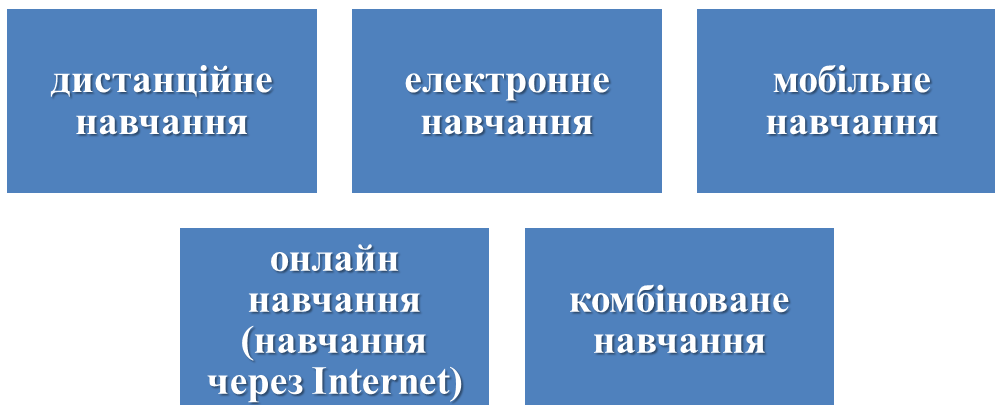 дистанційне
навчання
електронне
навчання
мобільне
навчання
онлайн
навчання
(навчання
через Internet)
комбіноване
навчання